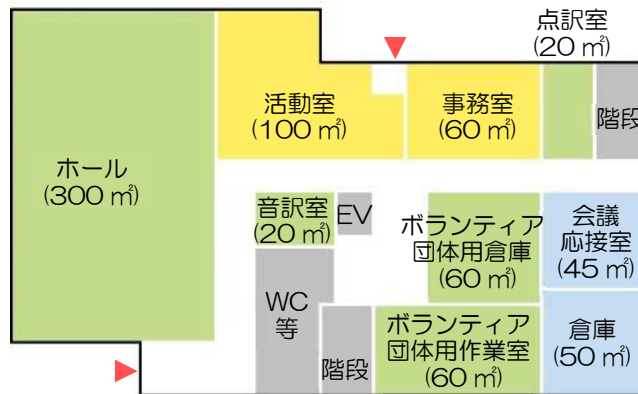 点訳室
(20 ㎡)
活動室
(100 ㎡)
事務室
(60 ㎡)
階段
ホール
(300 ㎡)
音訳室
(20 ㎡)
EV
ボランティア
団体用倉庫
(60 ㎡)
会議
応接室
(45 ㎡)
WC
等
階段
ボランティア
団体用作業室
(60 ㎡)
倉庫
(50 ㎡)